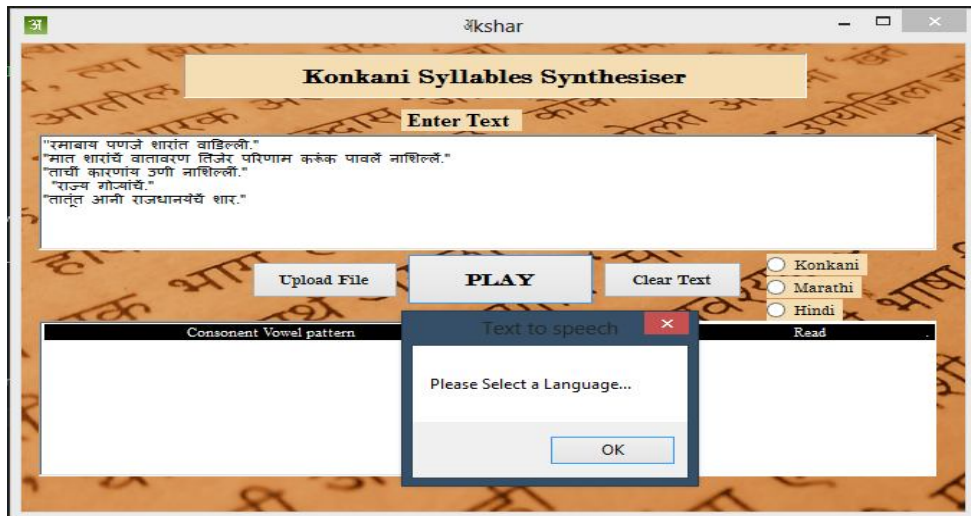 अ
अkshar
Konkani Syllables Synthesiser
Enter Text
"रमाबाय पणजे शारांत वाडिल्ली."
"मात शारांचें वातावरण तिजेर परिणाम करूंक पावलें नाशिल्लें."
"ताचीं कारणांय उणी नाशिल्लीं."
"राज्य गोंयांचें."
"तातूंत आनी राजधानयेचें शार."
Upload File
PLAY
Clear Text
Konkani
Marathi
Hindi
Consonent Vowel pattern
Read
Text to speech
Please Select a Language...
OK